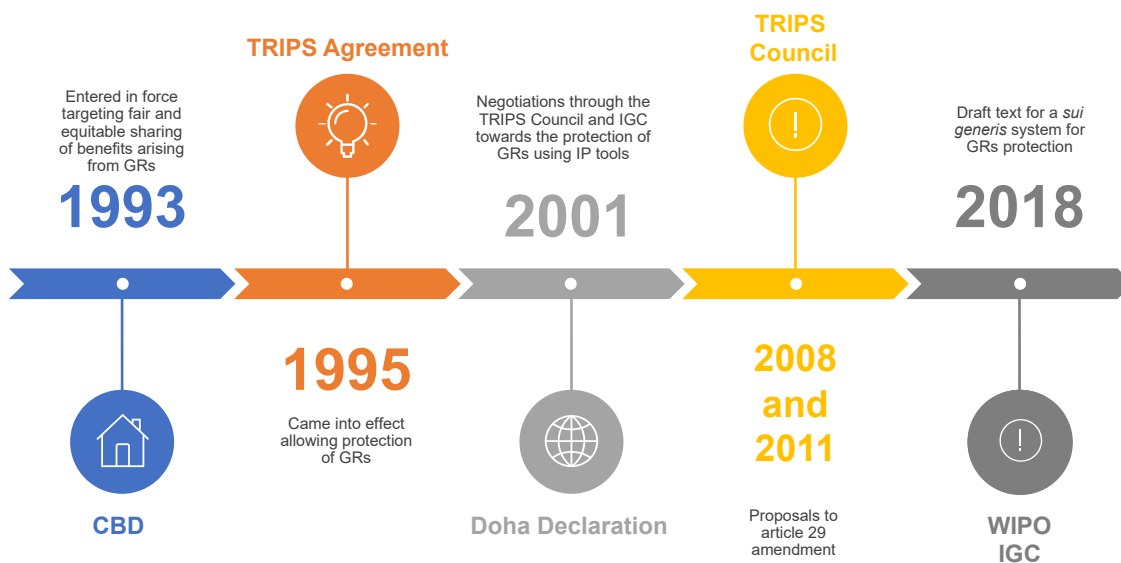 Entered in force
targeting fair and
equitable sharing
of benefits arising
from GRs
1993
CBD
TRIPS Agreement
1995
Came into effect
allowing protection
of GRs
Negotiations through the
TRIPS Council and IGC
towards the protection of
GRs using IP tools
2001
Doha Declaration
TRIPS
Council
!
2008
and
2011
Proposals to
article 29
amendment
Draft text for a sui
generis system for
GRs protection
2018
!
WIPO
IGC